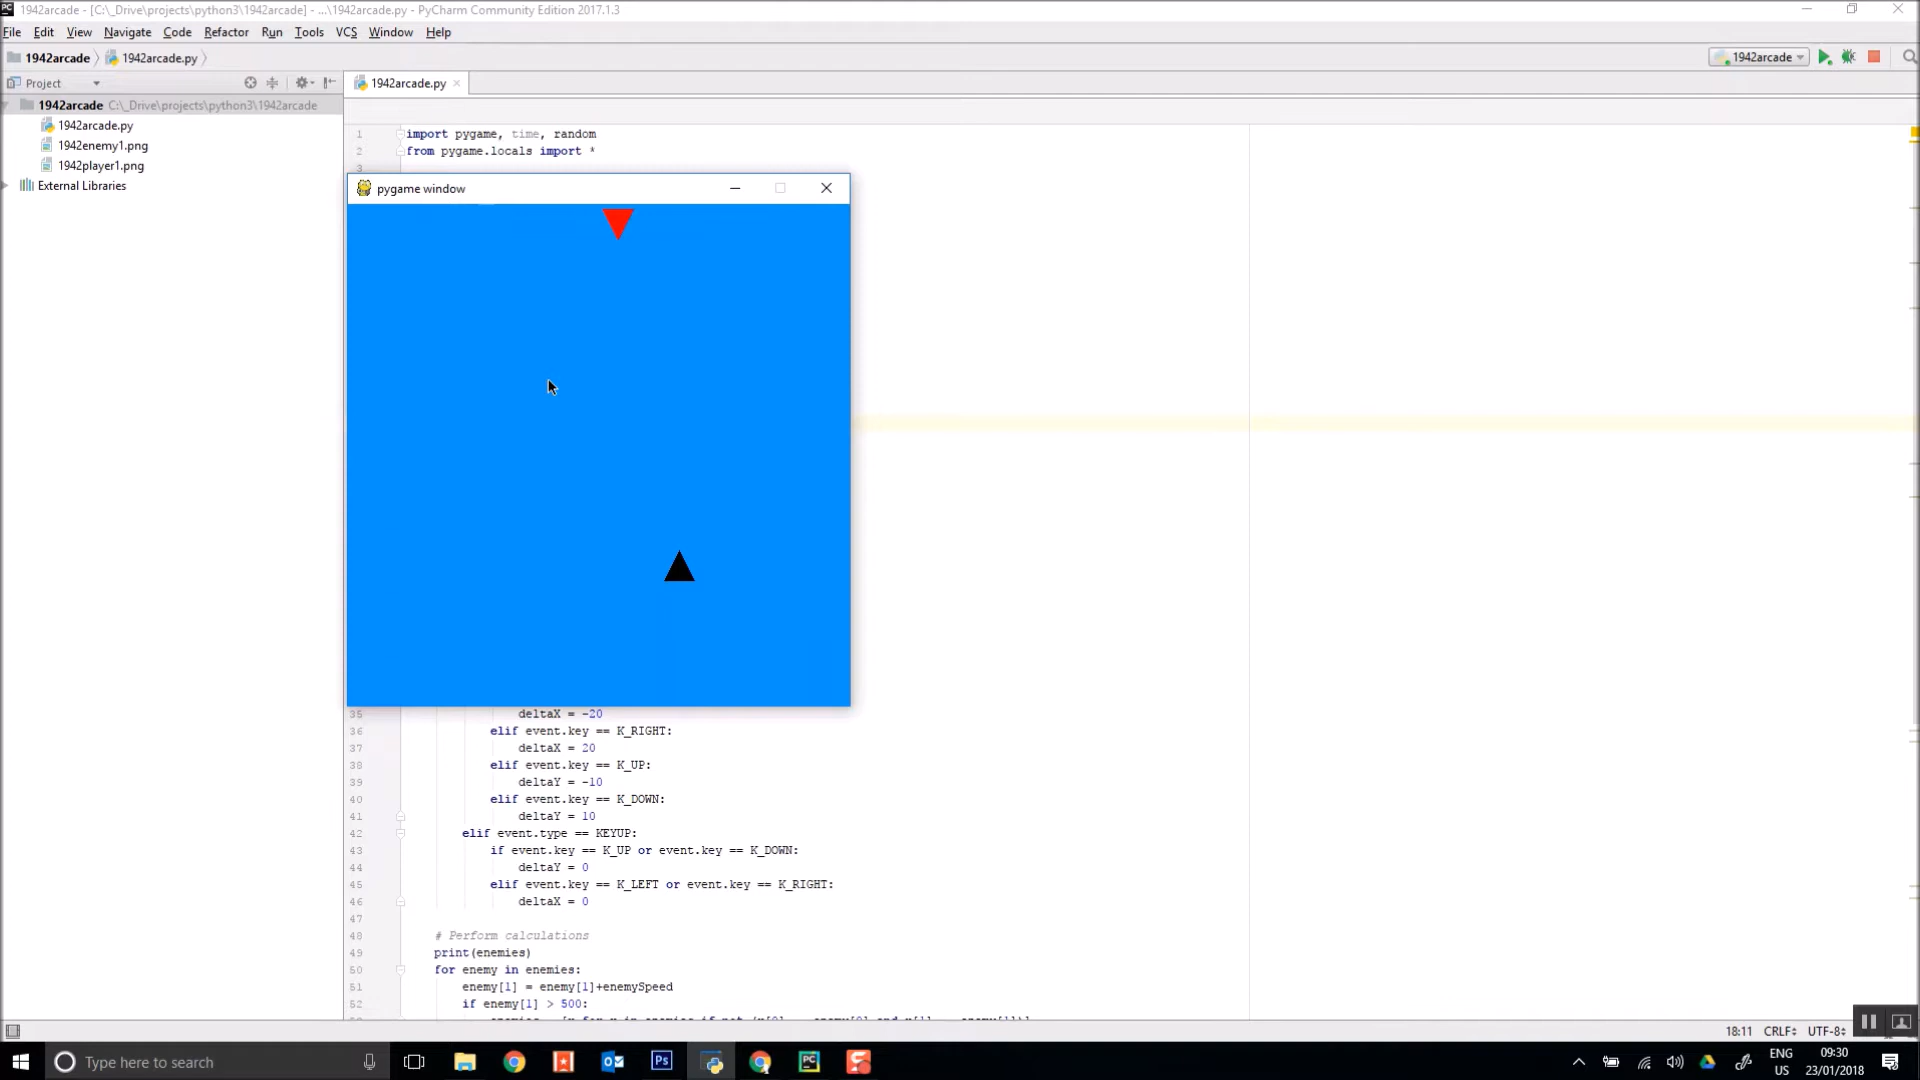 1942arcade - [C:\_Drive\projects\python3\1942arcade] - ...\1942arcade.py - PyCharm Community Edition 2017.1.3
File Edit View Navigate Code Refactor Run Tools VCS Window Help
1942arcade 1942arcade.py 1942arcade
Project 1942arcade.py
1942arcade C:\_Drive\projects\python3\1942arcade
1942arcade.py
1942enemy1.png
1942player1.png
External Libraries
1 import pygame, time, random
2 from pygame.locals import *
3
pygame window
35 deltaX = -20
36 elif event.key == K_RIGHT:
37 deltaX = 20
38 elif event.key == K_UP:
39 deltaY = -10
40 elif event.key == K_DOWN:
41 deltaY = 10
42 elif event.type == KEYUP:
43 if event.key == K_UP or event.key == K_DOWN:
44 deltaY = 0
45 elif event.key == K_LEFT or event.key == K_RIGHT:
46 deltaX = 0
47
48 # Perform calculations
49 print(enemies)
50 for enemy in enemies:
51 enemy[1] = enemy[1]+enemySpeed
52 if enemy[1] > 500:
18:11 CRLF UTF-8
Type here to search
Ps
PC
ENG
US
09:30
23/01/2018